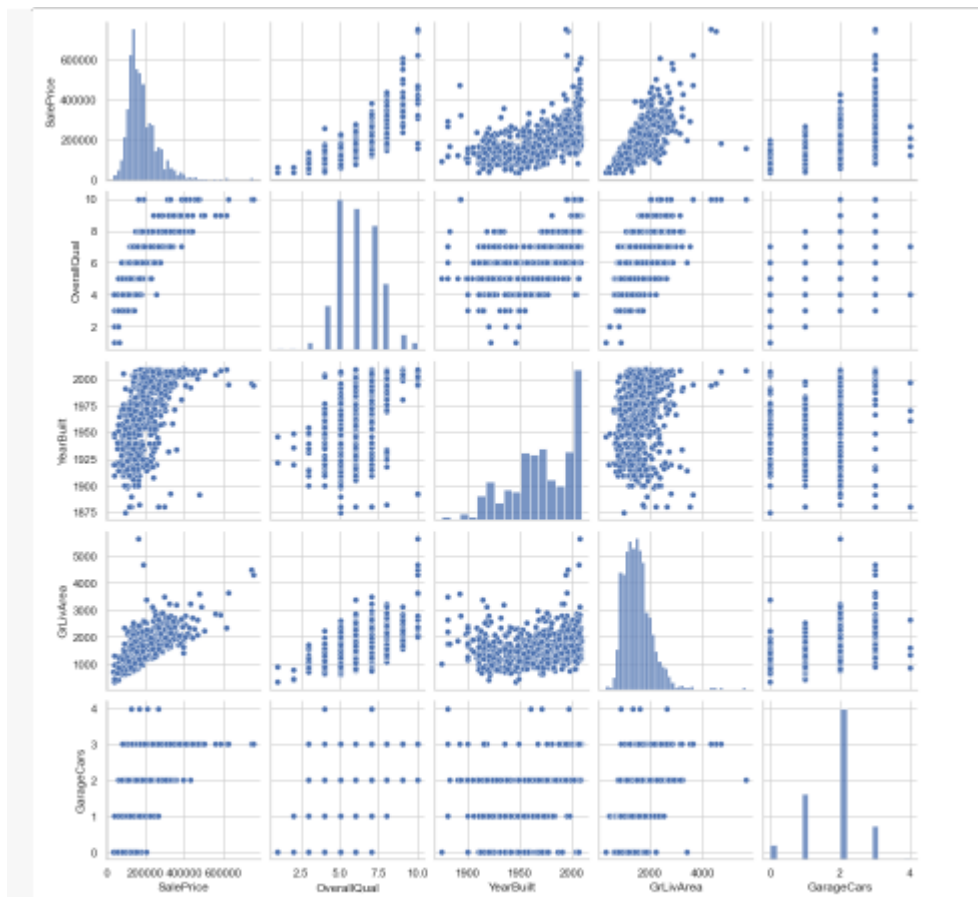 SalePrice
600000
400000
200000
0
OverallQual
10
8
6
4
2
YearBuilt
2000
1975
1950
1925
1900
1875
GrLivArea
5000
4000
3000
2000
1000
GarageCars
4
3
2
1
0
0 200000 400000 600000
2.5 5.0 7.5 10.0
1900 1950 2000
2000 4000
0 2 4
SalePrice OverallQual YearBuilt GrLivArea GarageCars